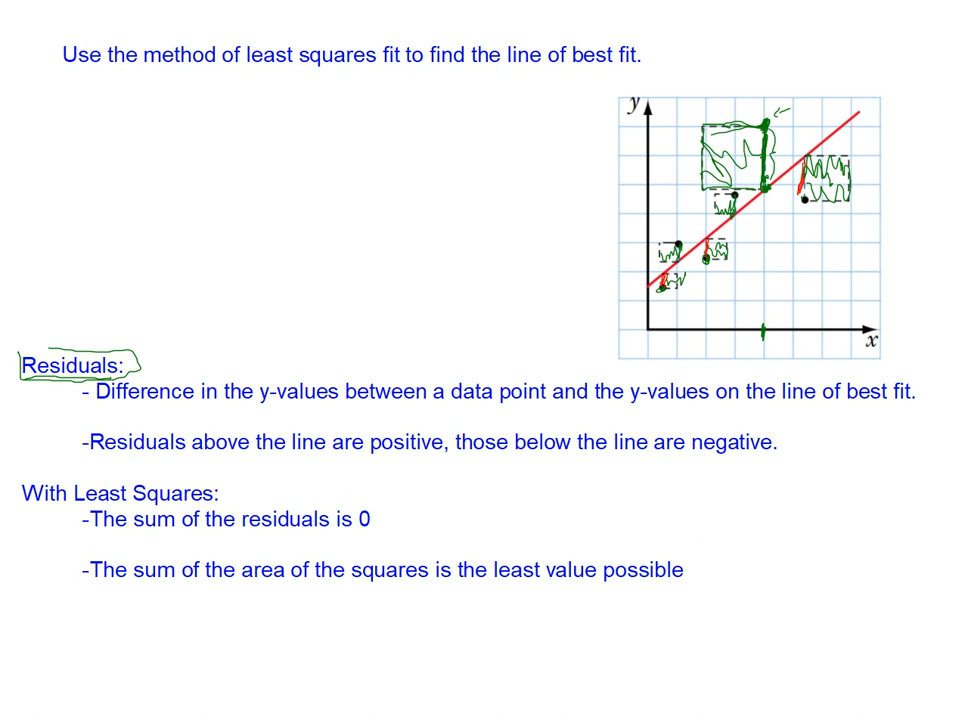 Use the method of least squares fit to find the line of best fit.
y
x
Residuals:
- Difference in the y-values between a data point and the y-values on the line of best fit.
-Residuals above the line are positive, those below the line are negative.
With Least Squares:
-The sum of the residuals is 0
-The sum of the area of the squares is the least value possible